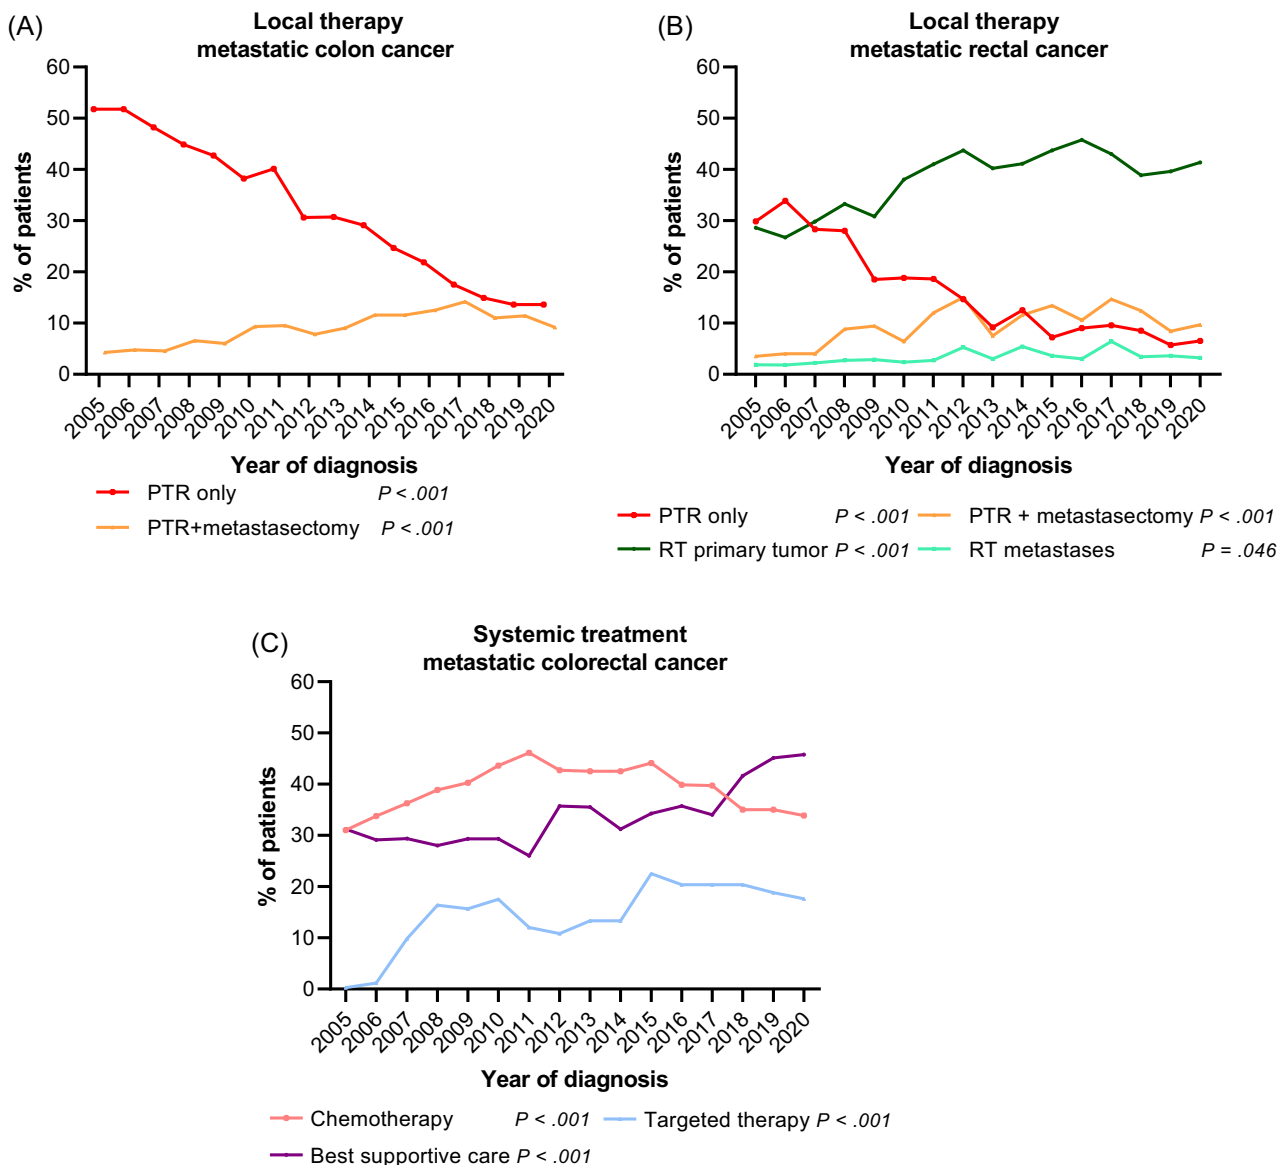 (A)
Local therapy
metastatic colon cancer
60
50
40
30
20
10
0
% of patients
2005 2006 2007 2008 2009 2010 2011 2012 2013 2014 2015 2016 2017 2018 2019 2020
Year of diagnosis
PTR only P < .001
PTR+metastasectomy P < .001
(B)
Local therapy
metastatic rectal cancer
60
50
40
30
20
10
0
% of patients
2005 2006 2007 2008 2009 2010 2011 2012 2013 2014 2015 2016 2017 2018 2019 2020
Year of diagnosis
PTR only P < .001 PTR + metastasectomy P < .001
RT primary tumor P < .001 RT metastases P = .046
(C)
Systemic treatment
metastatic colorectal cancer
60
50
40
30
20
10
0
% of patients
2005 2006 2007 2008 2009 2010 2011 2012 2013 2014 2015 2016 2017 2018 2019 2020
Year of diagnosis
Chemotherapy P < .001 Targeted therapy P < .001
Best supportive care P < .001